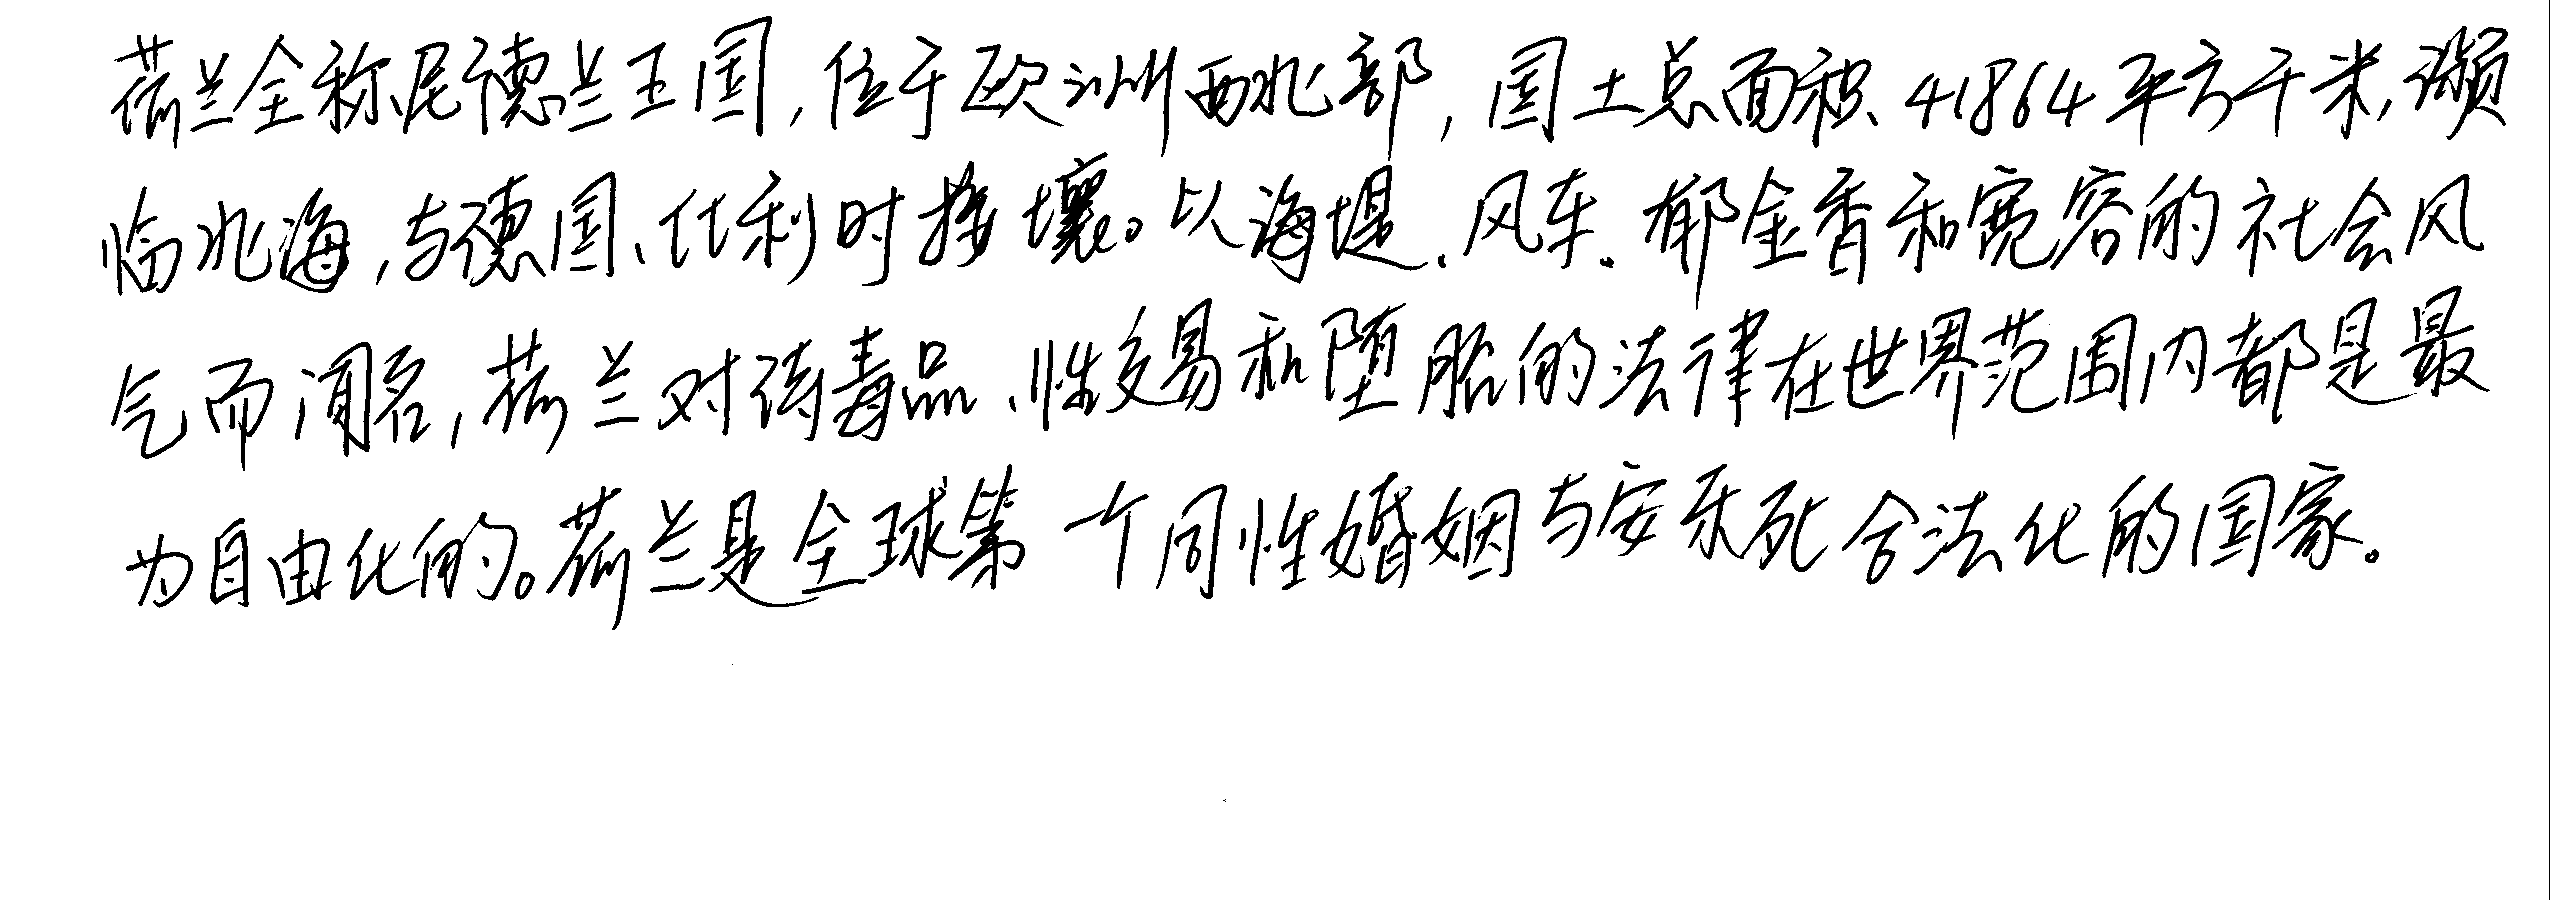 荷兰全称尼德兰王国,位于欧洲西北部,国土总面积41864平方千米,濒
临北海,与德国、比利时接壤。以海堤、风车、郁金香和宽容的社会风
气而闻名,荷兰对待毒品、性交易和堕胎的法律在世界范围内都是最
为自由化的。荷兰是全球第一个同性婚姻与安乐死合法化的国家。